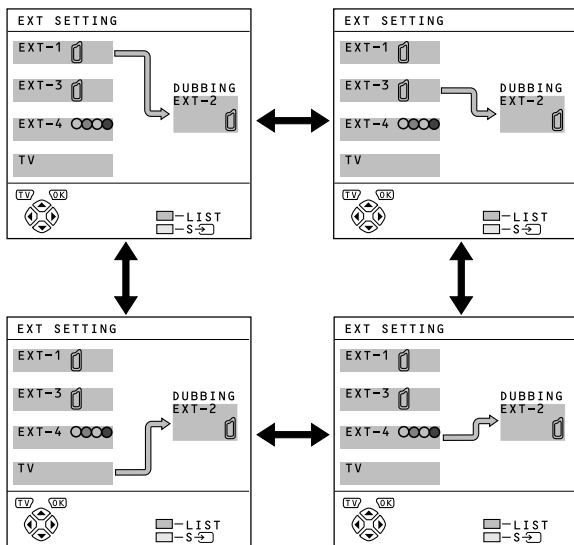 EXT SETTING
EXT-1
EXT-3
EXT-4
TV
DUBBING
EXT-2
TV OK
LIST
S
EXT SETTING
EXT-1
EXT-3
EXT-4
TV
DUBBING
EXT-2
TV OK
LIST
S
EXT SETTING
EXT-1
EXT-3
EXT-4
TV
DUBBING
EXT-2
TV OK
LIST
S
EXT SETTING
EXT-1
EXT-3
EXT-4
TV
DUBBING
EXT-2
TV OK
LIST
S